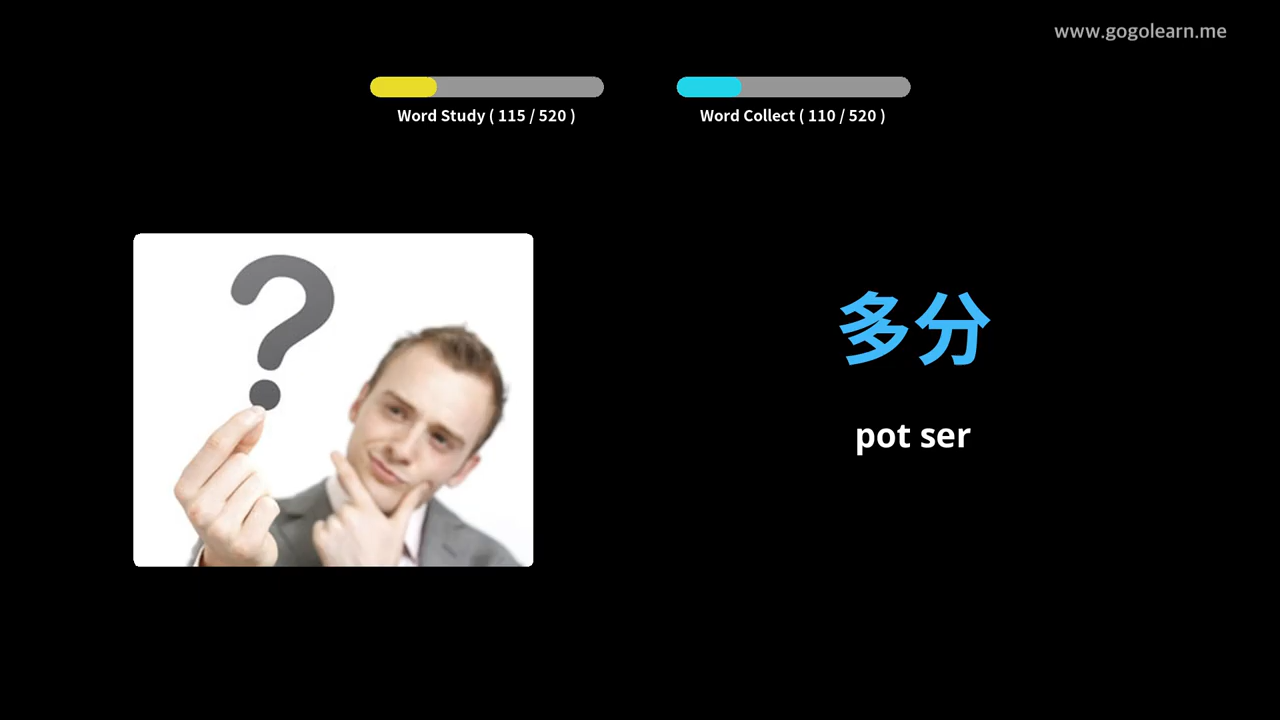 www.gogolearn.me
Word Study ( 115 / 520 )
Word Collect ( 110 / 520 )
多分
pot ser